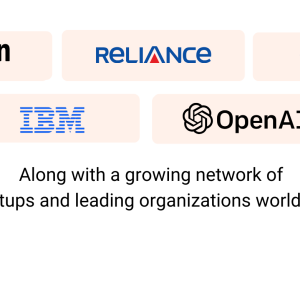 n
RELIANCE
IBM
OpenAI
Along with a growing network of
tups and leading organizations world